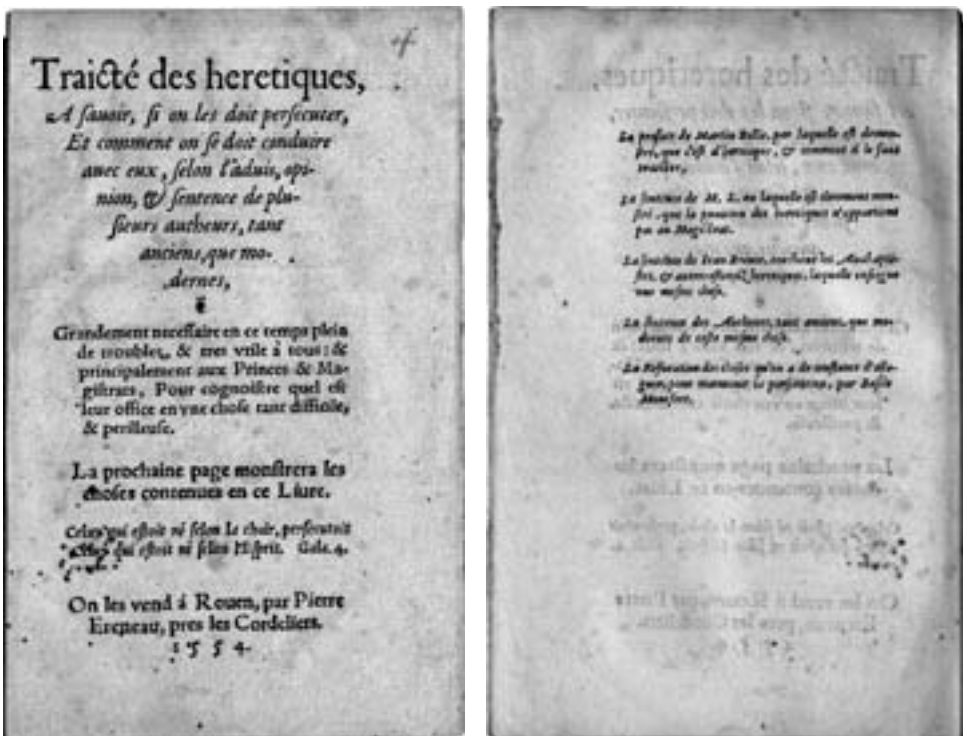 Traicté des heretiques,
A sauoir, si on les doit persecuter,
Et comment on se doit conduire
auec eux, selon l'aduis, opi-
nion, & sentence de plu-
sieurs autheurs, tant
anciens, que mo-
dernes,
Grandement necessaire en ce temps plein
de troubles, & tres vtile à tous: &
principalement aux Princes & Ma-
gistrats, Pour cognoistre quel est
leur office en vne chose tant difficile,
& perilleuse.
La prochaine page monstrera les
choses contenues en ce Liure.
Celuy qui estoit né selon la chair, persecutoit
celuy qui estoit né selon l'Esprit. Gala. 4.
On les vend à Rouen, par Pierre
Freneau, pres les Cordeliers.
1554
La preface de Martin Bellie, par laquelle est demon-
stré, que c'est d'heretique, & comment il le faut
traicter.
La sentence de M. L. en laquelle est clerement mon-
stré, que la punition des heretiques n'appartient
pas au Magistrat.
La sentence de Iean Brence, touchant les
& autres heretiques, laquelle enseigne
vne mesme chose.
La sentence des Autheurs, tant anciens, que mo-
dernes de ceste mesme chose.
La Refutation des choses qu'on a de coustume d'alle-
guer, pour maintenir la persecution, par Basile
Montfort.